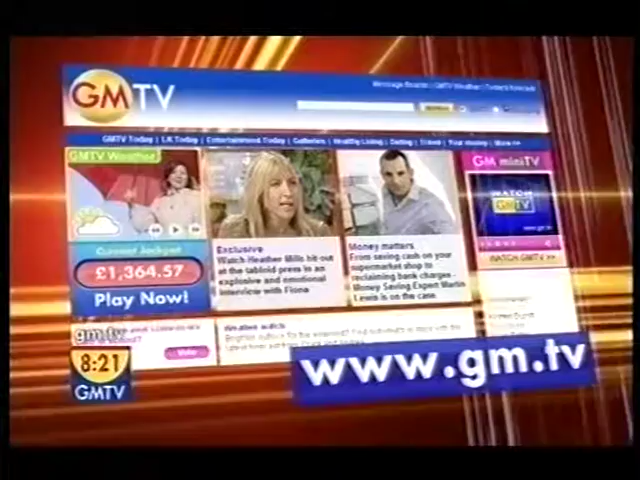 GMTV
Message Boards | GMTV Weather | Today's
GMTV Today | LK Today | Entertainment Today | Galleries | Healthy Living | Dating | Travel | Your money | More >>
GMTV Weather
GM miniTV
WATCH
GMTV
WATCH GMTV >>
Current Jackpot
£1,364.57
Play Now!
Exclusive
Watch Heather Mills hit out
at the tabloid press in an
explosive and emotional
interview with Fiona
Money matters
From saving cash on your
supermarket shop to
reclaiming bank charges -
Money Saving Expert Martin
Lewis is on the case
gm.tv
Vote
8:21
GMTV
www.gm.tv